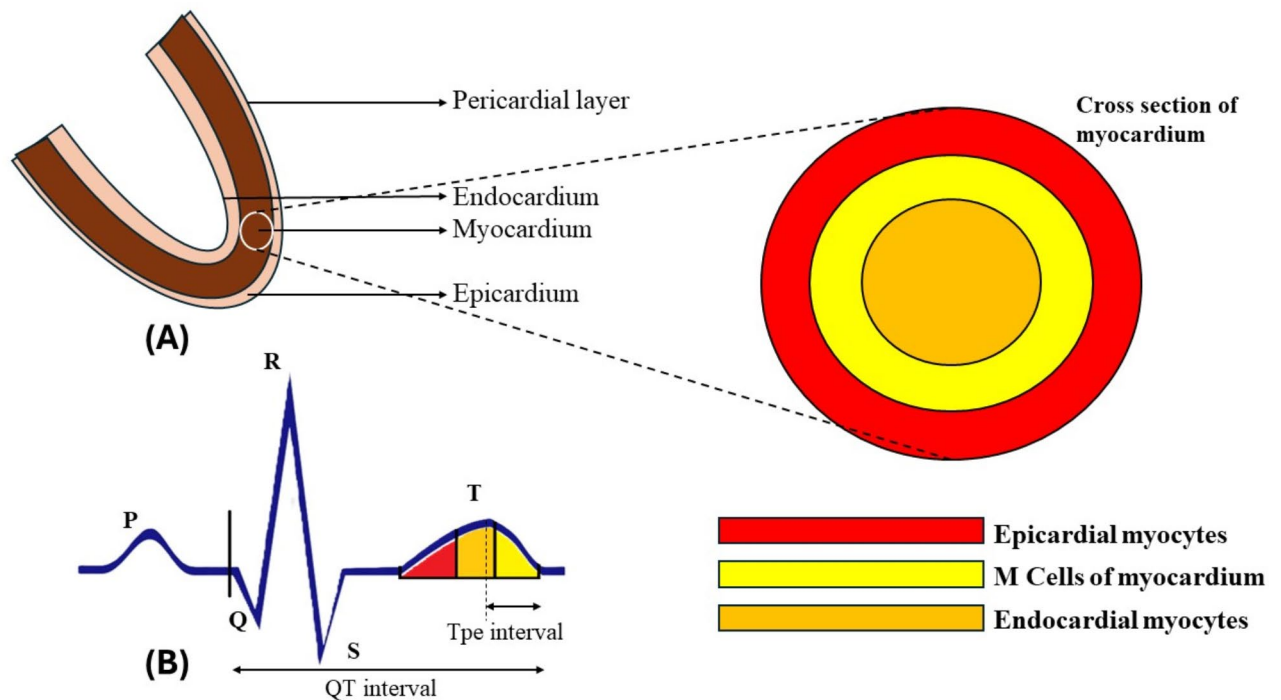 Pericardial layer
Endocardium
Myocardium
Epicardium
(A)
Cross section of
myocardium
R
P
T
Q
S
Tpe interval
(B)
QT interval
Epicardial myocytes
M Cells of myocardium
Endocardial myocytes